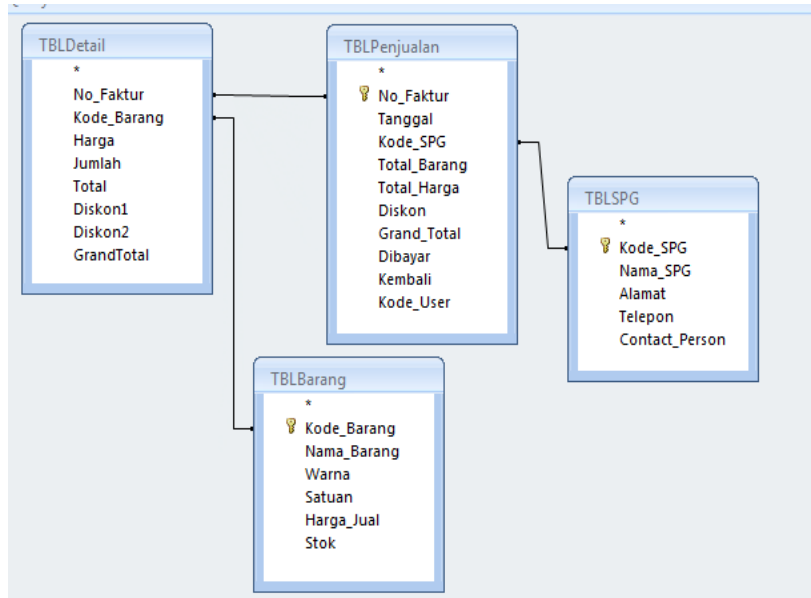 TBLDetail
*
No_Faktur
Kode_Barang
Harga
Jumlah
Total
Diskon1
Diskon2
GrandTotal
TBLPenjualan
*
No_Faktur
Tanggal
Kode_SPG
Total_Barang
Total_Harga
Diskon
Grand_Total
Dibayar
Kembali
Kode_User
TBLSPG
*
Kode_SPG
Nama_SPG
Alamat
Telepon
Contact_Person
TBLBarang
*
Kode_Barang
Nama_Barang
Warna
Satuan
Harga_Jual
Stok